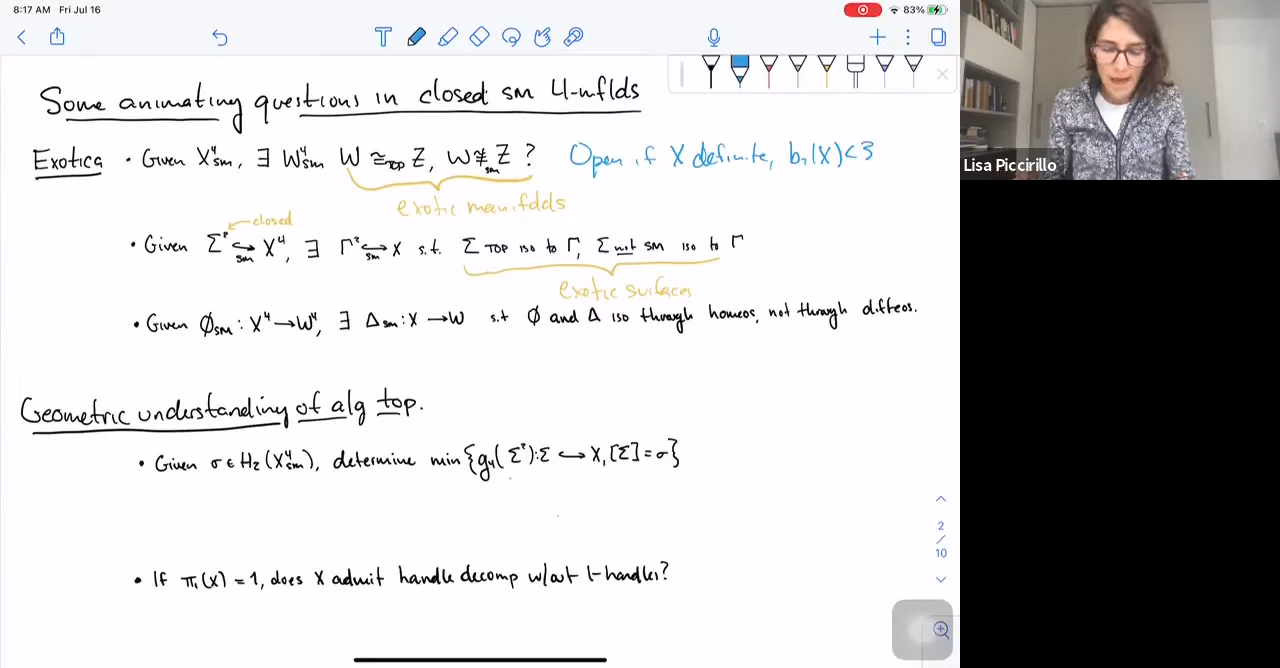 8:17 AM Fri Jul 16
83%
Some animating questions in closed sm 4-mflds
Exotica • Given X⁴sm, ∃ W⁴sm W ≅TOP Z, W ≇sm Z ? Open if X definite, b₂(X)<3
exotic manifolds
closed
• Given Σ² ↪sm X⁴, ∃ Γ² ↪sm X s.t. Σ TOP iso to Γ, Σ not sm iso to Γ
exotic surfaces
• Given ∅sm: X⁴→W⁴, ∃ Δsm: X→W s.t ∅ and Δ iso through homeos, not through diffeos.
Geometric understanding of alg top.
• Given σ ∈ H₂(X⁴sm), determine min{g₄(Σ²): Σ ↪ X, [Σ]=σ}
• If π₁(X) = 1, does X admit handle decomp w/out 1-handles?
2
/
10
Lisa Piccirillo